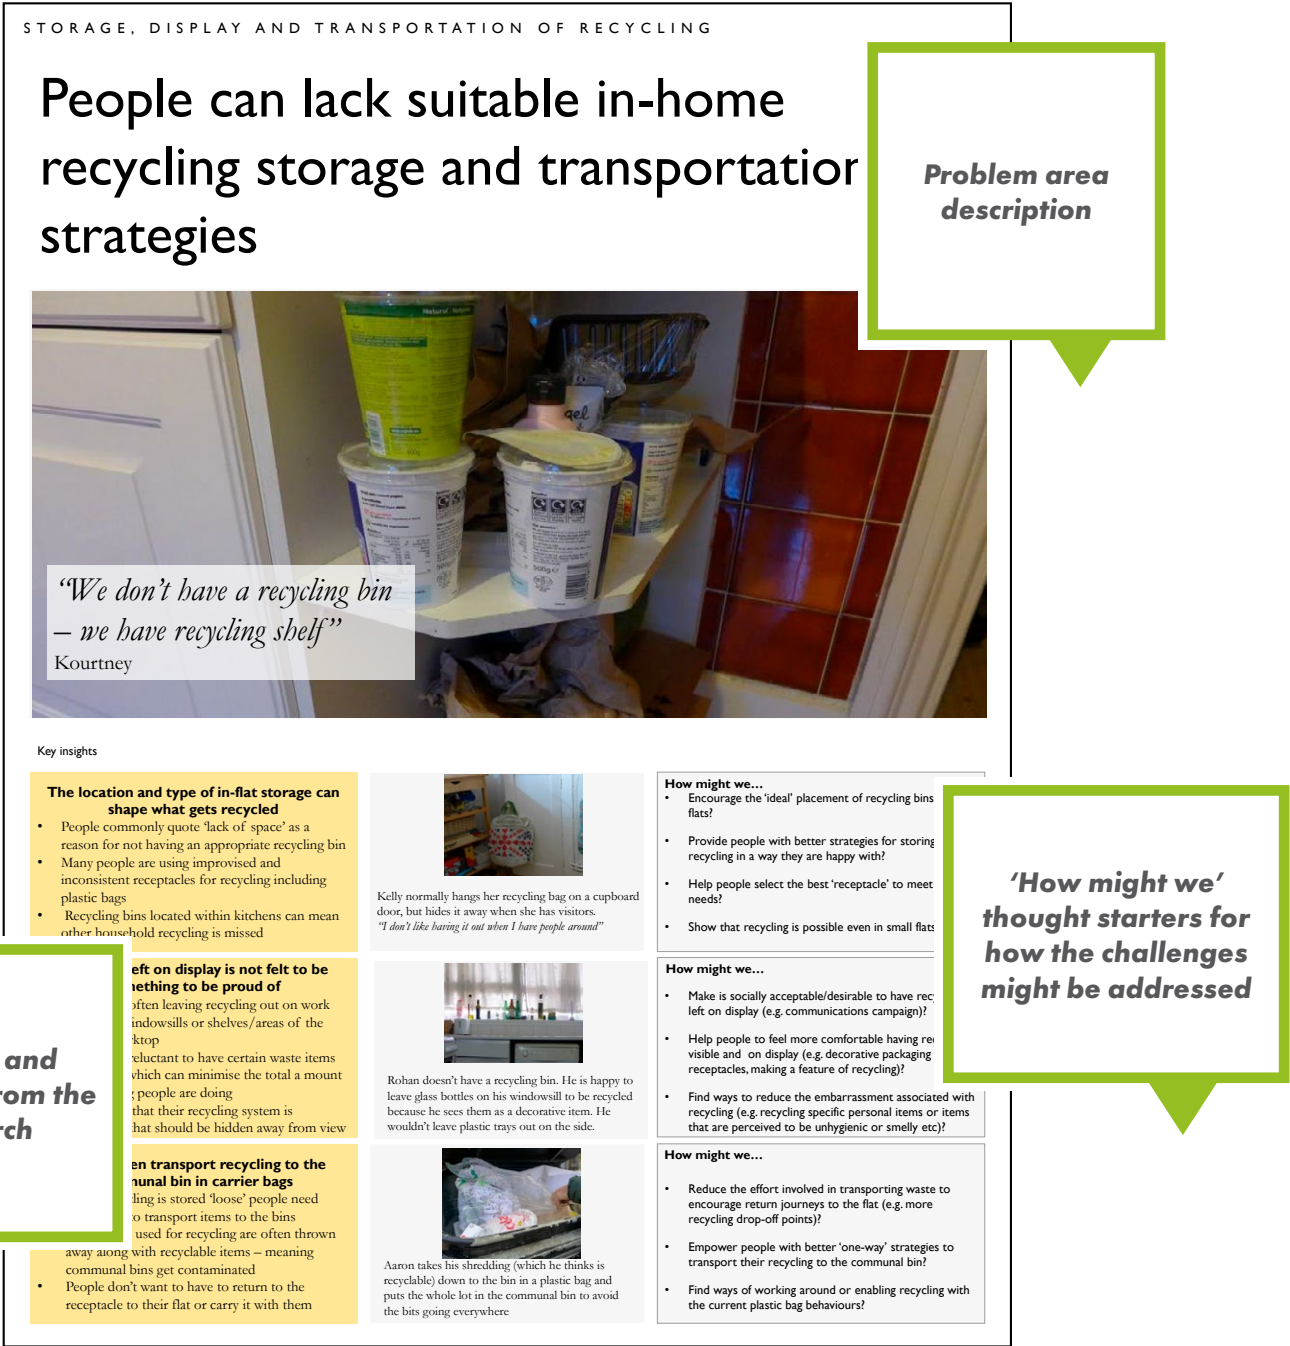 STORAGE, DISPLAY AND TRANSPORTATION OF RECYCLING
People can lack suitable in-home
recycling storage and transportation
strategies
Problem area
description
“We don’t have a recycling bin
– we have recycling shelf”
Kourtney
Key insights
The location and type of in-flat storage can
shape what gets recycled
• People commonly quote ‘lack of space’ as a
reason for not having an appropriate recycling bin
• Many people are using improvised and
inconsistent receptacles for recycling including
plastic bags
• Recycling bins located within kitchens can mean
other household recycling is missed
Kelly normally hangs her recycling bag on a cupboard
door, but hides it away when she has visitors.
“I don’t like having it out when I have people around”
How might we…
• Encourage the ‘ideal’ placement of recycling bins
flats?
• Provide people with better strategies for storing
recycling in a way they are happy with?
• Help people select the best ‘receptacle’ to meet
needs?
• Show that recycling is possible even in small flats
‘How might we’
thought starters for
how the challenges
might be addressed
left on display is not felt to be
something to be proud of
often leaving recycling out on work
windowsills or shelves/areas of the
reluctant to have certain waste items
which can minimise the total a mount
people are doing
that their recycling system is
that should be hidden away from view
and
from the
Rohan doesn’t have a recycling bin. He is happy to
leave glass bottles on his windowsill to be recycled
because he sees them as a decorative item. He
wouldn’t leave plastic trays out on the side.
How might we…
• Make is socially acceptable/desirable to have
left on display (e.g. communications campaign)?
• Help people to feel more comfortable having
visible and on display (e.g. decorative packaging
receptacles, making a feature of recycling)?
• Find ways to reduce the embarrassment associated with
recycling (e.g. recycling specific personal items or items
that are perceived to be unhygienic or smelly etc)?
transport recycling to the
communal bin in carrier bags
is stored ‘loose’ people need
to transport items to the bins
used for recycling are often thrown
away along with recyclable items – meaning
communal bins get contaminated
• People don’t want to have to return to the
receptacle to their flat or carry it with them
Aaron takes his shredding (which he thinks is
recyclable) down to the bin in a plastic bag and
puts the whole lot in the communal bin to avoid
the bits going everywhere
How might we…
• Reduce the effort involved in transporting waste to
encourage return journeys to the flat (e.g. more
recycling drop-off points)?
• Empower people with better ‘one-way’ strategies to
transport their recycling to the communal bin?
• Find ways of working around or enabling recycling with
the current plastic bag behaviours?